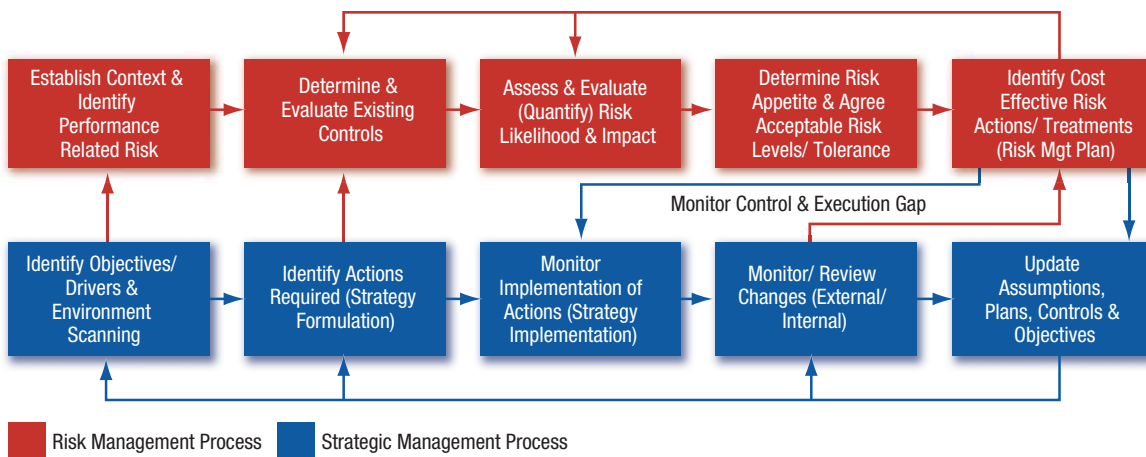 Establish Context &
Identify
Performance
Related Risk
Determine &
Evaluate Existing
Controls
Assess & Evaluate
(Quantify) Risk
Likelihood & Impact
Determine Risk
Appetite & Agree
Acceptable Risk
Levels/ Tolerance
Identify Cost
Effective Risk
Actions/ Treatments
(Risk Mgt Plan)
Monitor Control & Execution Gap
Identify Objectives/
Drivers &
Environment
Scanning
Identify Actions
Required (Strategy
Formulation)
Monitor
Implementation of
Actions (Strategy
Implementation)
Monitor/ Review
Changes (External/
Internal)
Update
Assumptions,
Plans, Controls &
Objectives
Risk Management Process
Strategic Management Process